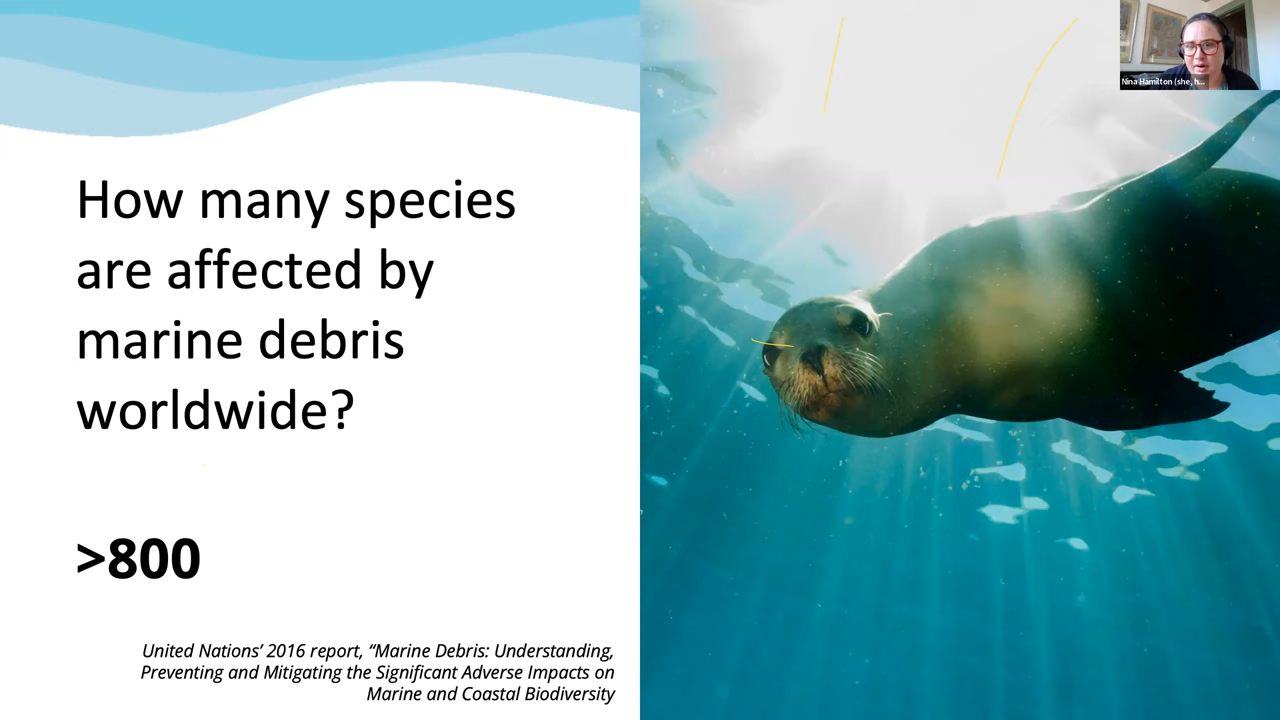 How many species
are affected by
marine debris
worldwide?
>800
United Nations’ 2016 report, “Marine Debris: Understanding,
Preventing and Mitigating the Significant Adverse Impacts on
Marine and Coastal Biodiversity
Nina Hamilton (she, h...